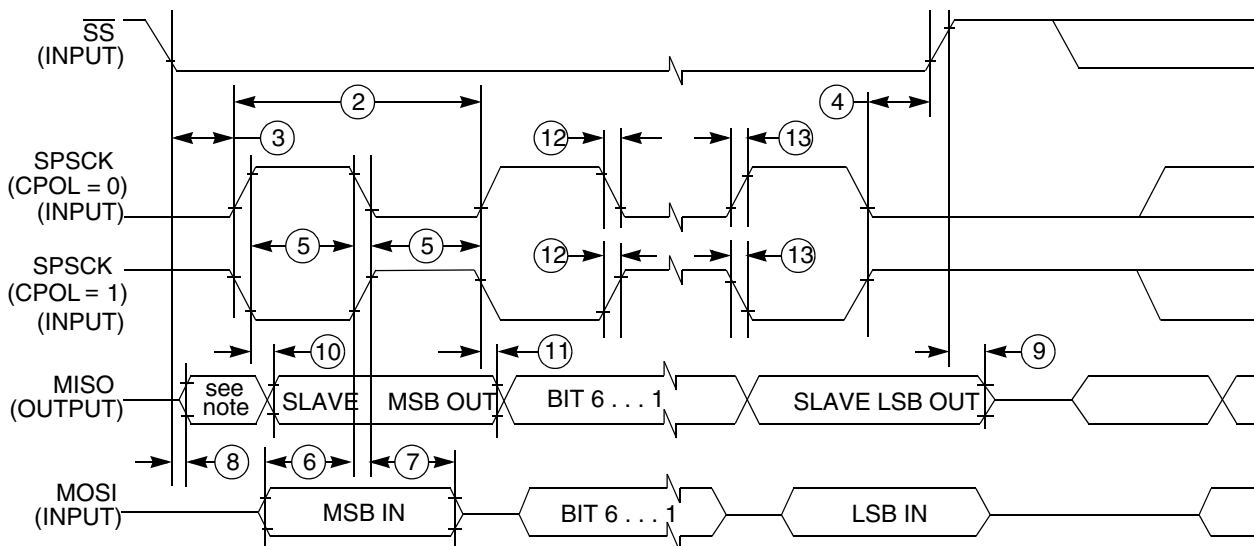 SS
(INPUT)
2
4
3
12
13
SPSCK
(CPOL = 0)
(INPUT)
5
5
12
13
SPSCK
(CPOL = 1)
(INPUT)
10
11
9
MISO
(OUTPUT)
see
note
SLAVE
MSB OUT
BIT 6 . . . 1
SLAVE LSB OUT
8
6
7
MOSI
(INPUT)
MSB IN
BIT 6 . . . 1
LSB IN